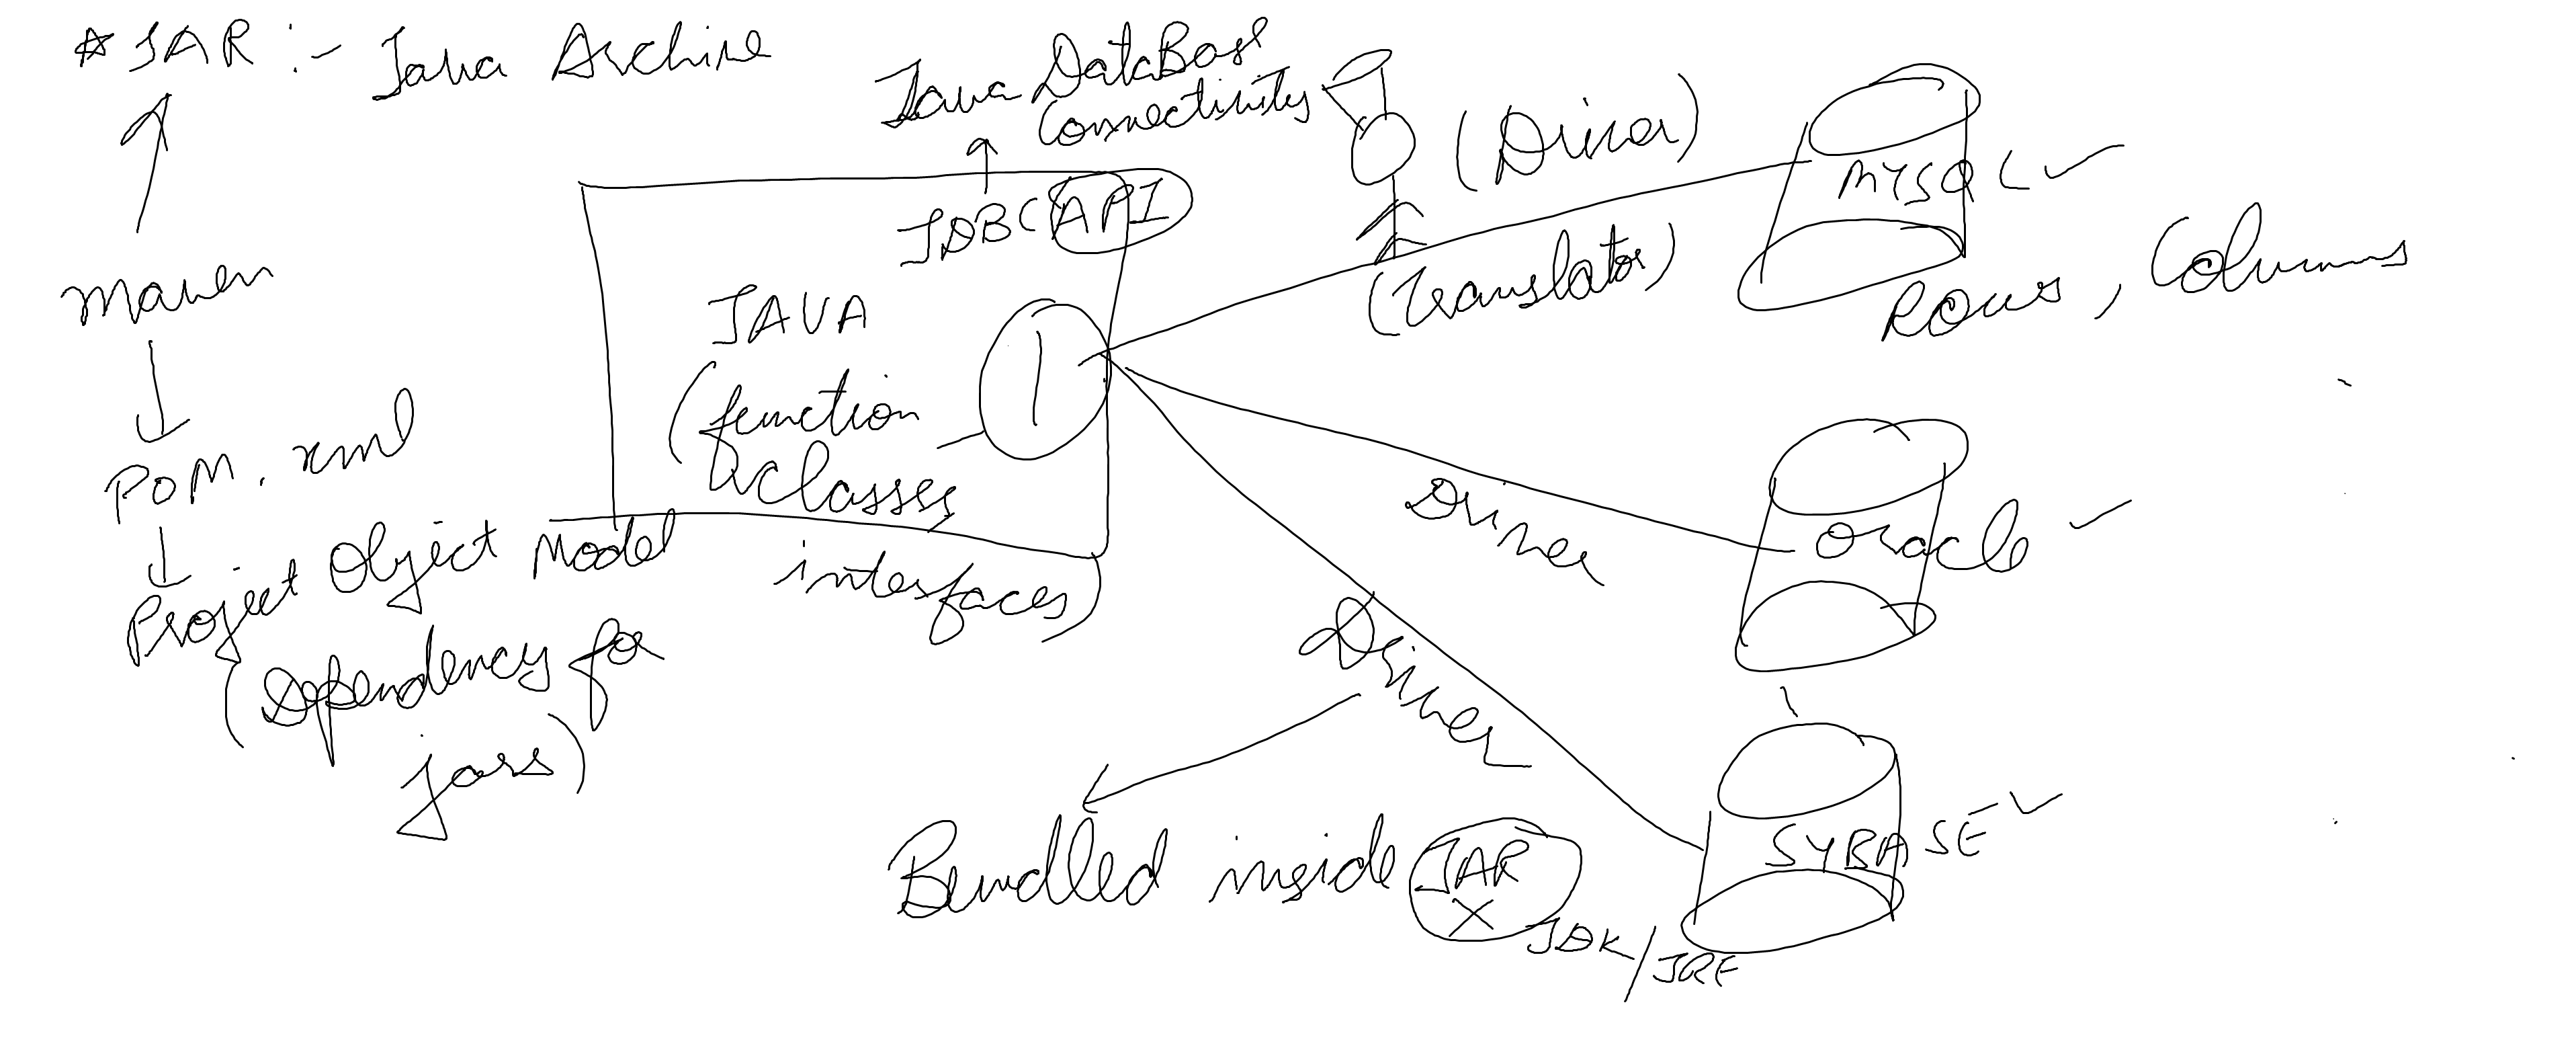 * JAR :- Java Archive
Maven
POM.xml
Project Object Model
(Dependency for
jars)
Java DataBase
Connectivity
JDBC API
JAVA
(function
classes
interfaces)
(Driver)
(Translator)
MYSQL
Rows, Columns
Driver
Oracle
Driver
SYBASE
Bundled inside JAR
X
JDK/JRE